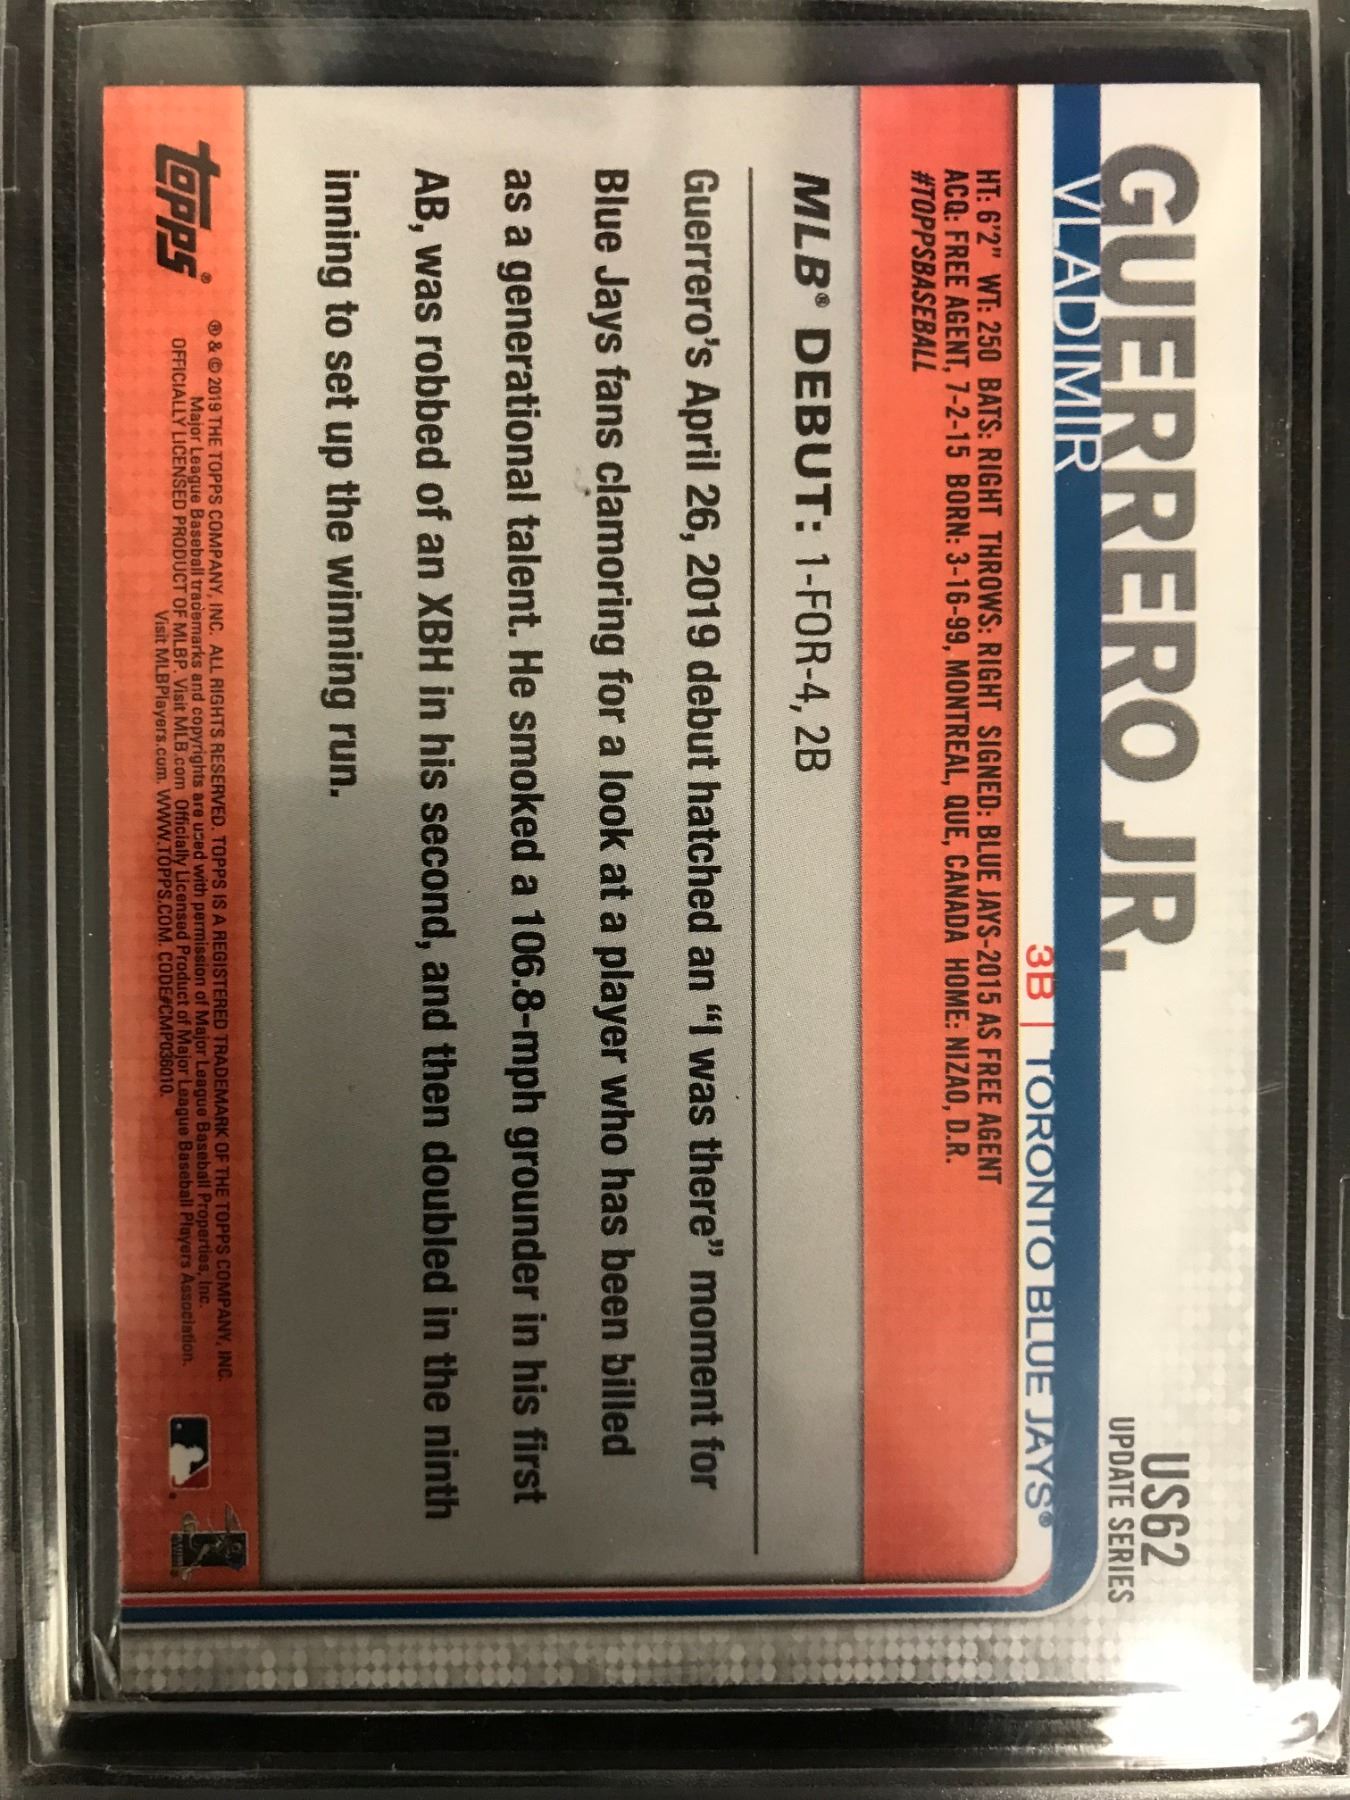 GUERRERO JR.
VLADIMIR
US62
UPDATE SERIES
3B | TORONTO BLUE JAYS®
HT: 6'2" WT: 250 BATS: RIGHT THROWS: RIGHT SIGNED: BLUE JAYS-2015 AS FREE AGENT
ACQ: FREE AGENT, 7-2-15 BORN: 3-16-99, MONTREAL, QUE, CANADA HOME: NIZAO, D.R.
#TOPPSBASEBALL
MLB® DEBUT: 1-FOR-4, 2B
Guerrero's April 26, 2019 debut hatched an “I was there” moment for
Blue Jays fans clamoring for a look at a player who has been billed
as a generational talent. He smoked a 106.8-mph grounder in his first
AB, was robbed of an XBH in his second, and then doubled in the ninth
inning to set up the winning run.
topps®
® & © 2019 THE TOPPS COMPANY, INC. ALL RIGHTS RESERVED. TOPPS IS A REGISTERED TRADEMARK OF THE TOPPS COMPANY, INC.
Major League Baseball trademarks and copyrights are used with permission of Major League Baseball Properties, Inc.
OFFICIALLY LICENSED PRODUCT OF MLBP. Visit MLB.com Officially Licensed Product of Major League Baseball Players Association.
Visit MLBPlayers.com. WWW.TOPPS.COM. CODE#CMP036010.